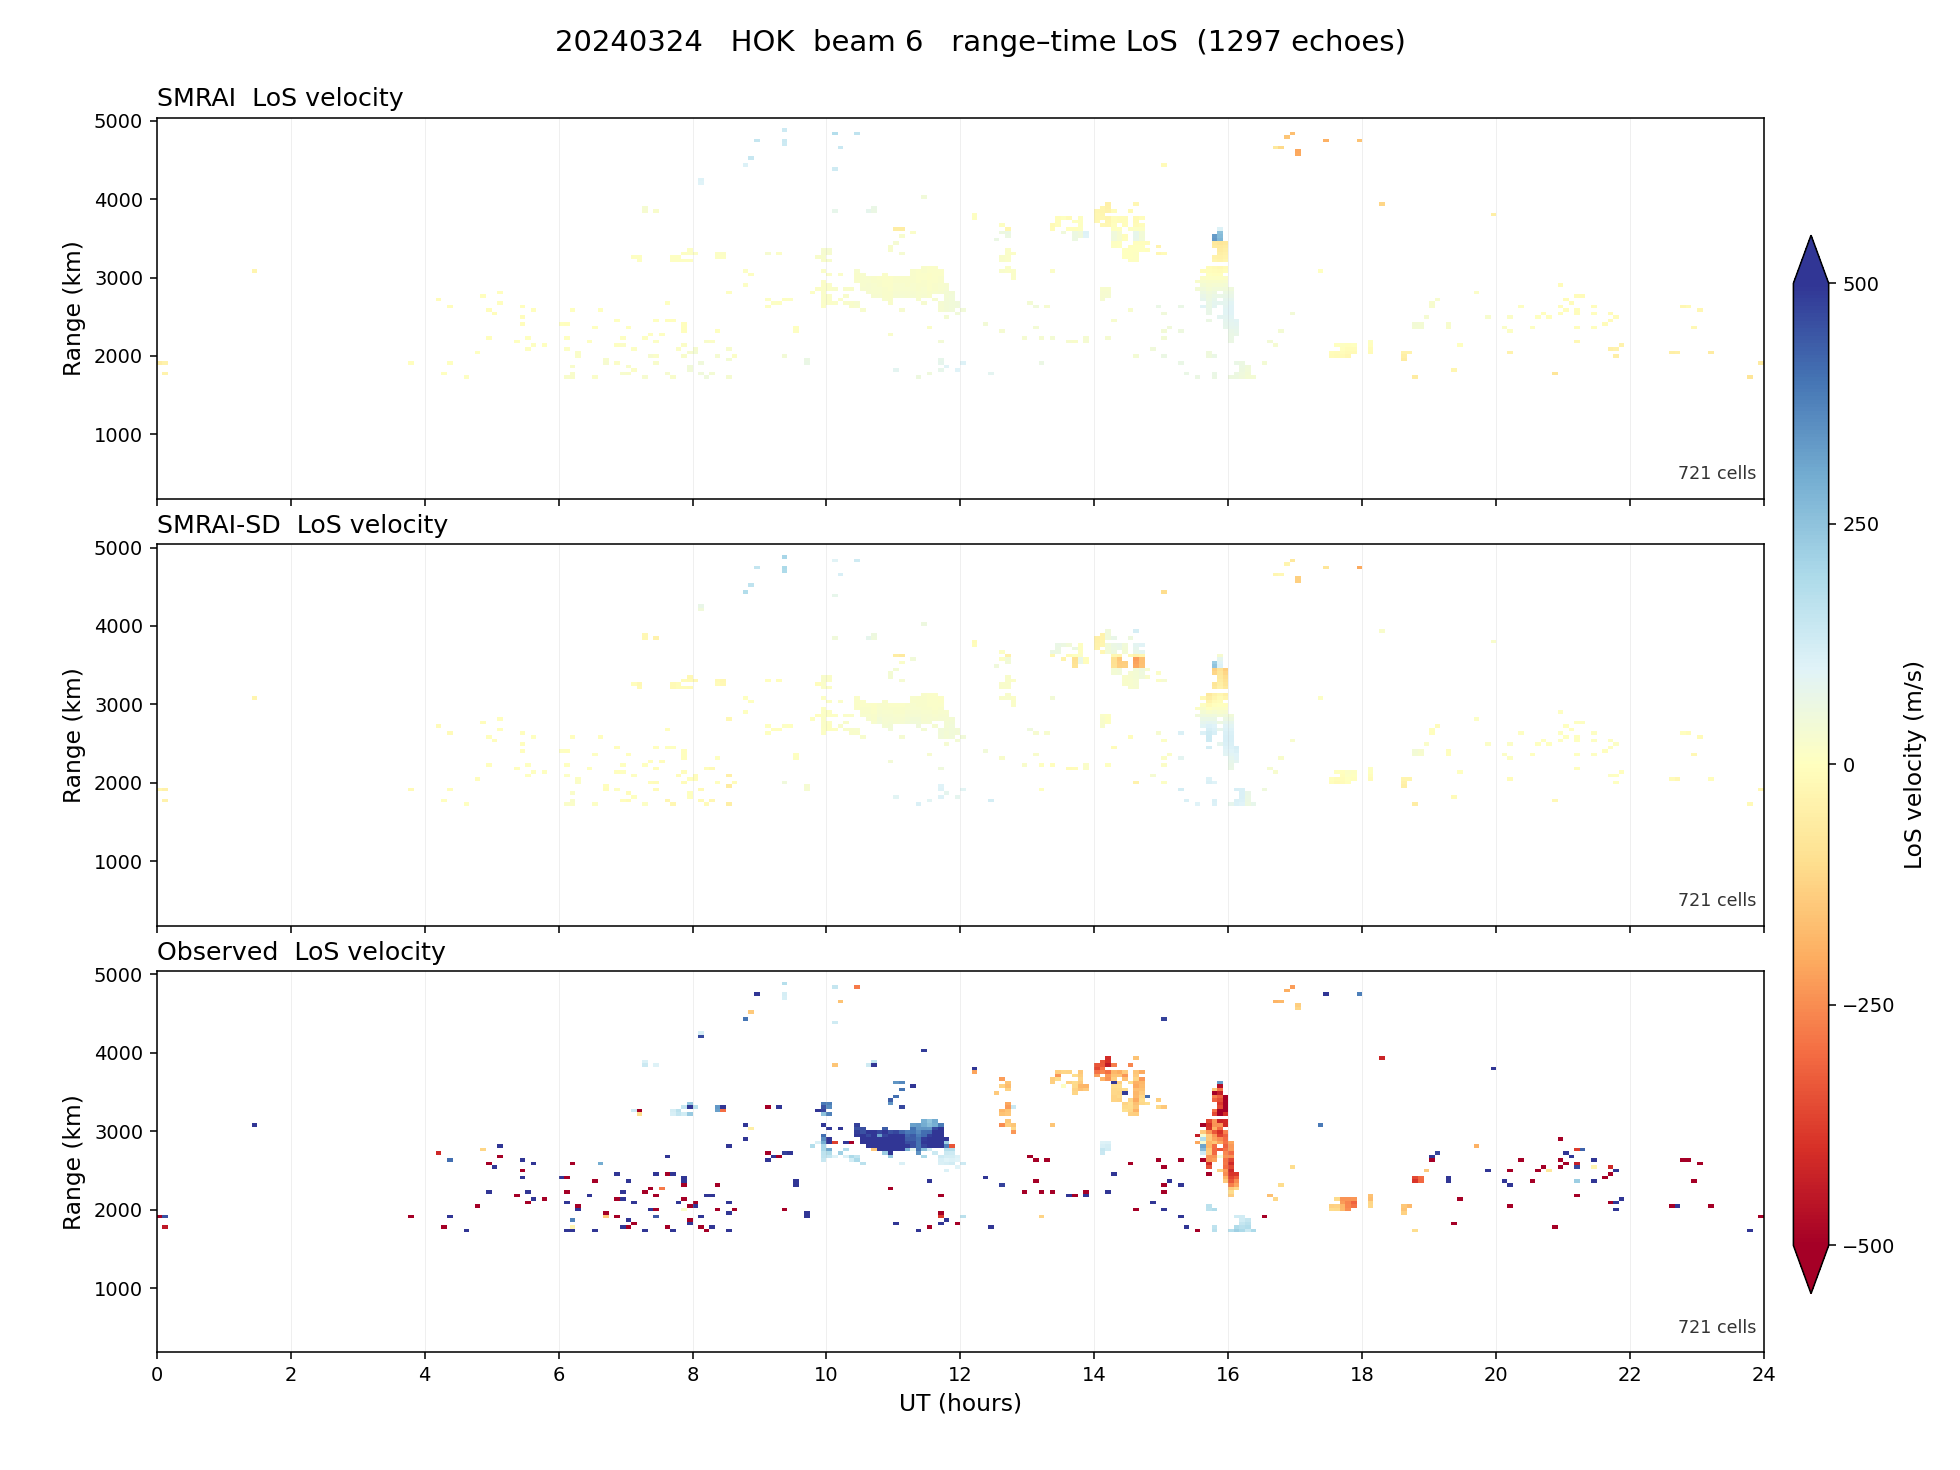 20240324 HOK beam 6 range–time LoS (1297 echoes)
SMRAI LoS velocity
5000
4000
3000
2000
1000
Range (km)
721 cells
SMRAI-SD LoS velocity
5000
4000
3000
2000
1000
Range (km)
721 cells
Observed LoS velocity
5000
4000
3000
2000
1000
Range (km)
721 cells
0 2 4 6 8 10 12 14 16 18 20 22 24
UT (hours)
500
250
0
−250
−500
LoS velocity (m/s)